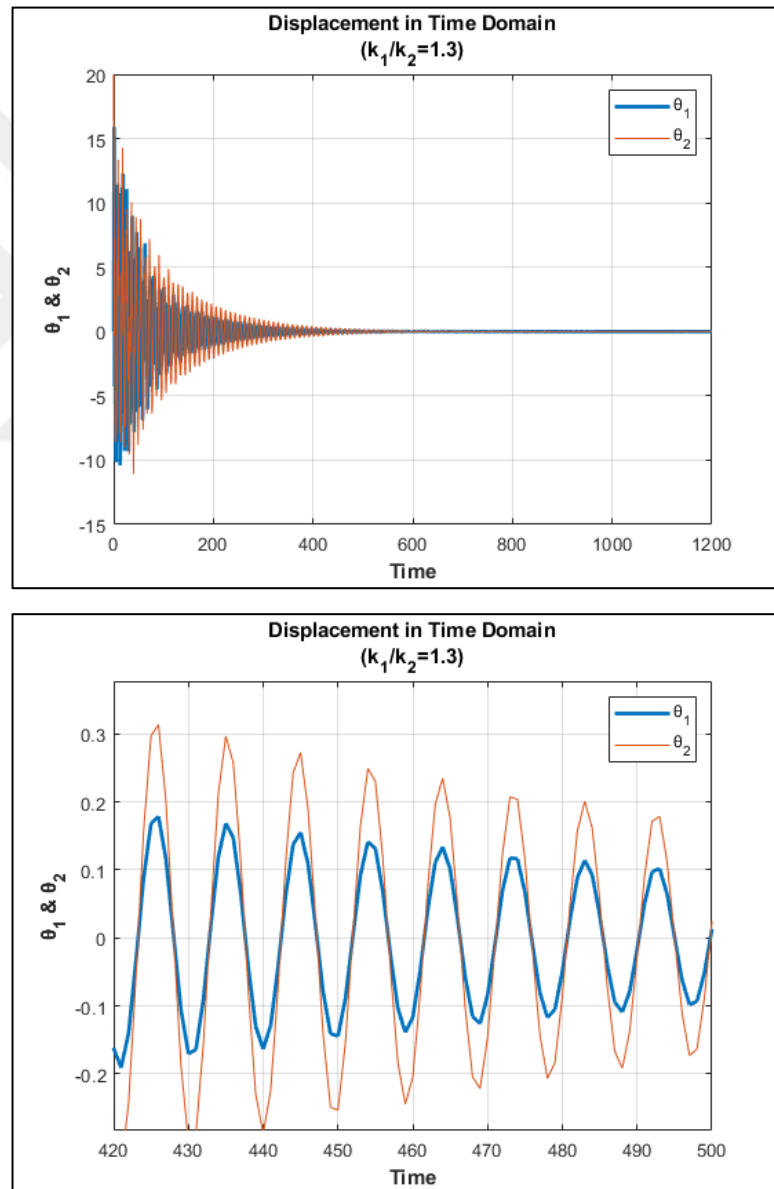 Displacement in Time Domain
(k₁/k₂=1.3)
θ₁
θ₂
20
15
10
5
0
-5
-10
-15
θ₁ & θ₂
0 200 400 600 800 1000 1200
Time
Displacement in Time Domain
(k₁/k₂=1.3)
θ₁
θ₂
0.3
0.2
0.1
0
-0.1
-0.2
θ₁ & θ₂
420 430 440 450 460 470 480 490 500
Time